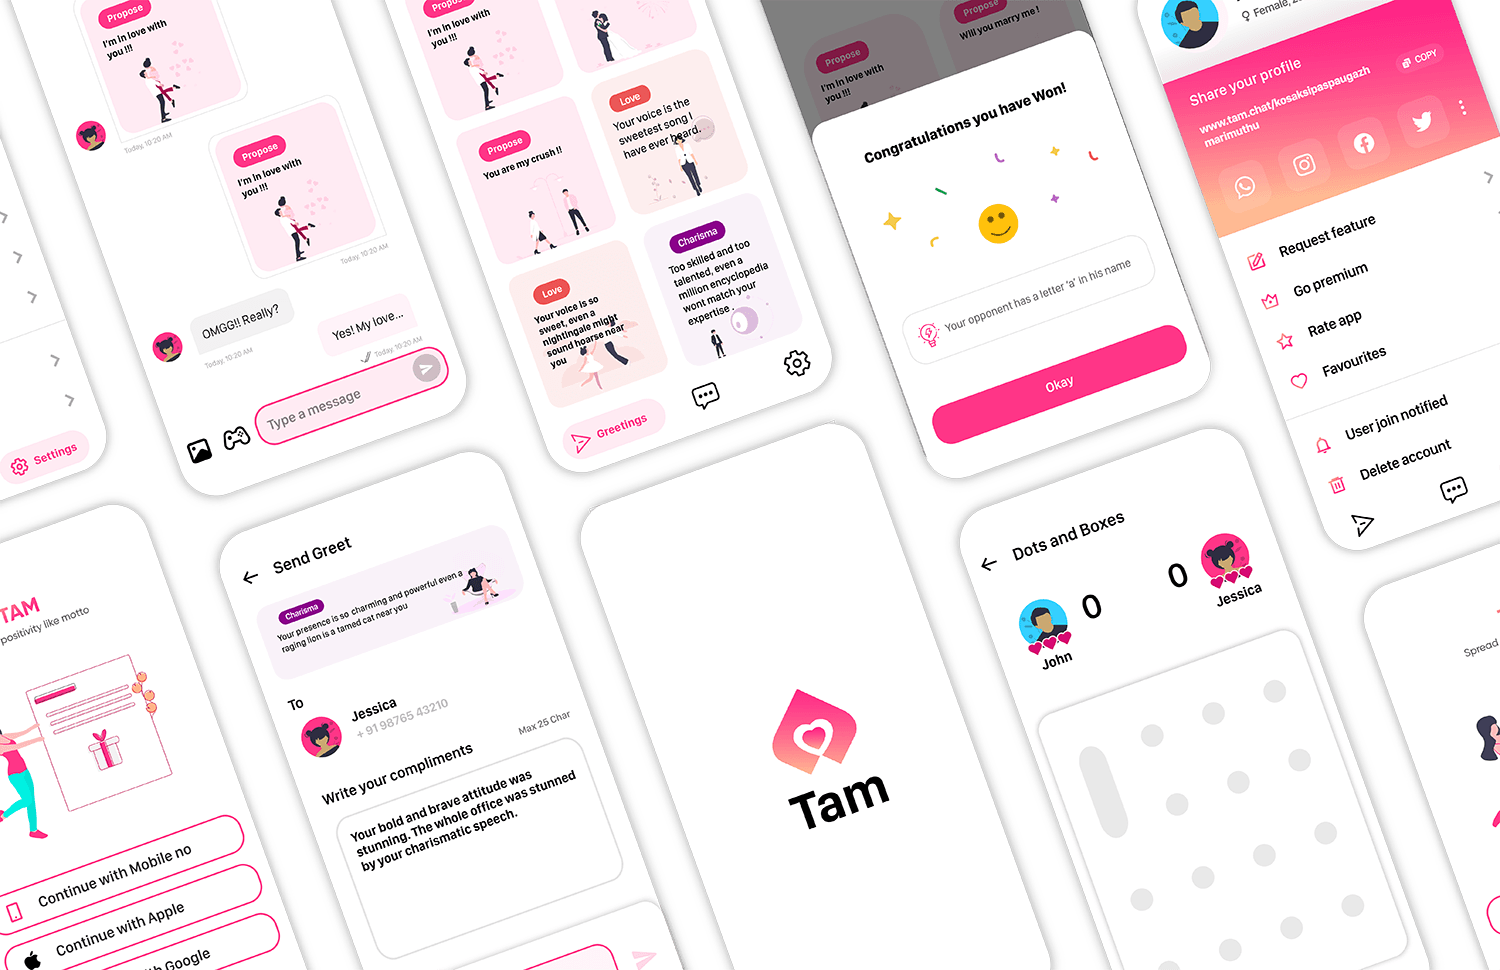 Propose
I'm In love with
you !!!
Today, 10:20 AM
Propose
I'm In love with
you !!!
Today, 10:20 AM
OMGG!! Really?
Today, 10:20 AM
Yes! My love...
Today, 10:20 AM
Type a message
Settings
Propose
I'm In love with
you !!!
Propose
You are my crush !!
Love
Your voice is the
sweetest song I
have ever heard.
Love
Your voice is so
sweet, even a
nightingale might
sound hoarse near
you
Charisma
Too skilled and too
talented, even a
million encyclopedia
wont match your
expertise .
Greetings
Propose
I'm In love with
you !!!
Propose
Will you marry me !
Congratulations you have Won!
Your opponent has a letter 'a' in his name
Okay
Female, 2
Share your profile
COPY
www.tam.chat/kosaksipaspaugazh
marimuthu
Request feature
Go premium
Rate app
Favourites
User join notified
Delete account
TAM
positivity like motto
Continue with Mobile no
Continue with Apple
Google
Send Greet
Charisma
Your presence is so charming and powerful even a
raging lion is a tamed cat near you
To
Jessica
+ 91 98765 43210
Write your compliments
Max 25 Char
Your bold and brave attitude was
stunning. The whole office was stunned
by your charismatic speech.
Tam
Dots and Boxes
0
0
John
Jessica
Spread